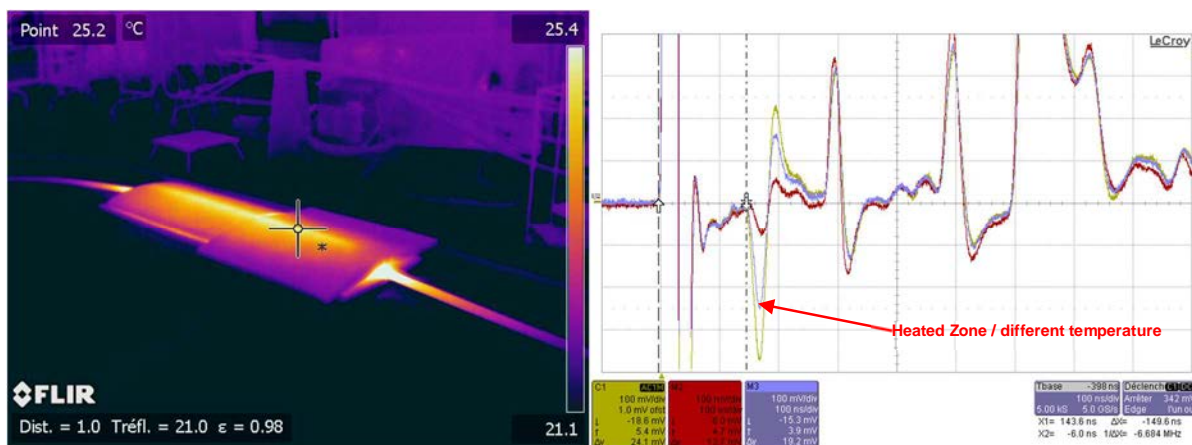 Point 25.2 °C
25.4
FLIR
Dist. = 1.0 Tréfl. = 21.0 ε = 0.98
21.1
LeCroy
Heated Zone / different temperature
C1
100 mV/div
1.0 mV ofst
-18.6 mV
5.4 mV
Δy 24.1 mV
M3
100 mV/div
100 ns/div
-15.3 mV
3.9 mV
Δy 19.2 mV
Tbase -398 ns
100 ns/div
5.00 kS 5.0 GS/s
Déclench C1 DC
Arrêter 342 mV
Edge
X1= 143.6 ns ΔX= -149.6 ns
X2= -6.0 ns 1/ΔX= -6.684 MHz